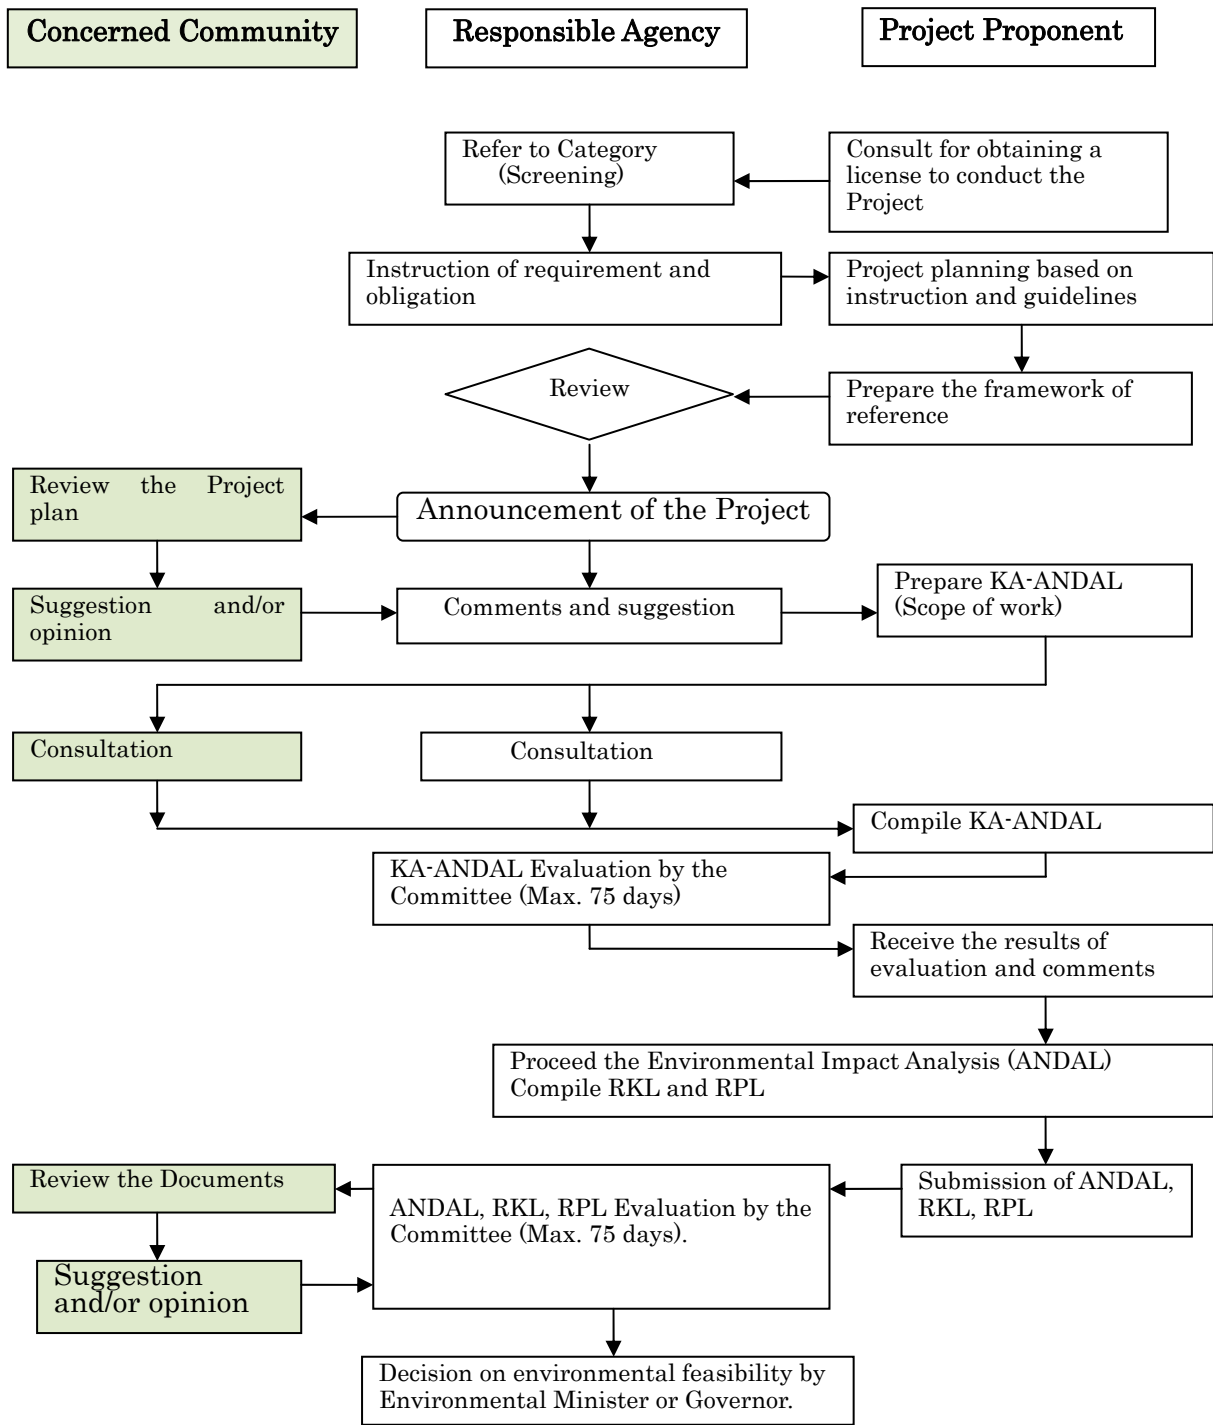 Concerned Community
Responsible Agency
Project Proponent
Refer to Category
(Screening)
Consult for obtaining a
license to conduct the
Project
Instruction of requirement and
obligation
Project planning based on
instruction and guidelines
Review
Prepare the framework of
reference
Review the Project
plan
Announcement of the Project
Suggestion and/or
opinion
Comments and suggestion
Prepare KA-ANDAL
(Scope of work)
Consultation
Consultation
Compile KA-ANDAL
KA-ANDAL Evaluation by the
Committee (Max. 75 days)
Receive the results of
evaluation and comments
Proceed the Environmental Impact Analysis (ANDAL)
Compile RKL and RPL
Review the Documents
ANDAL, RKL, RPL Evaluation by the
Committee (Max. 75 days).
Submission of ANDAL,
RKL, RPL
Suggestion
and/or opinion
Decision on environmental feasibility by
Environmental Minister or Governor.